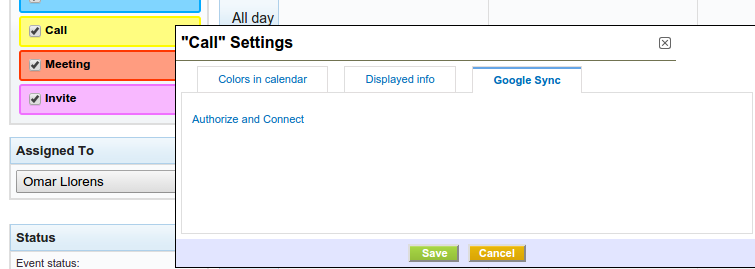 All day
Call
Meeting
Invite
Assigned To
Omar Llorens
Status
Event status:
"Call" Settings
Colors in calendar
Displayed info
Google Sync
Authorize and Connect
Save
Cancel